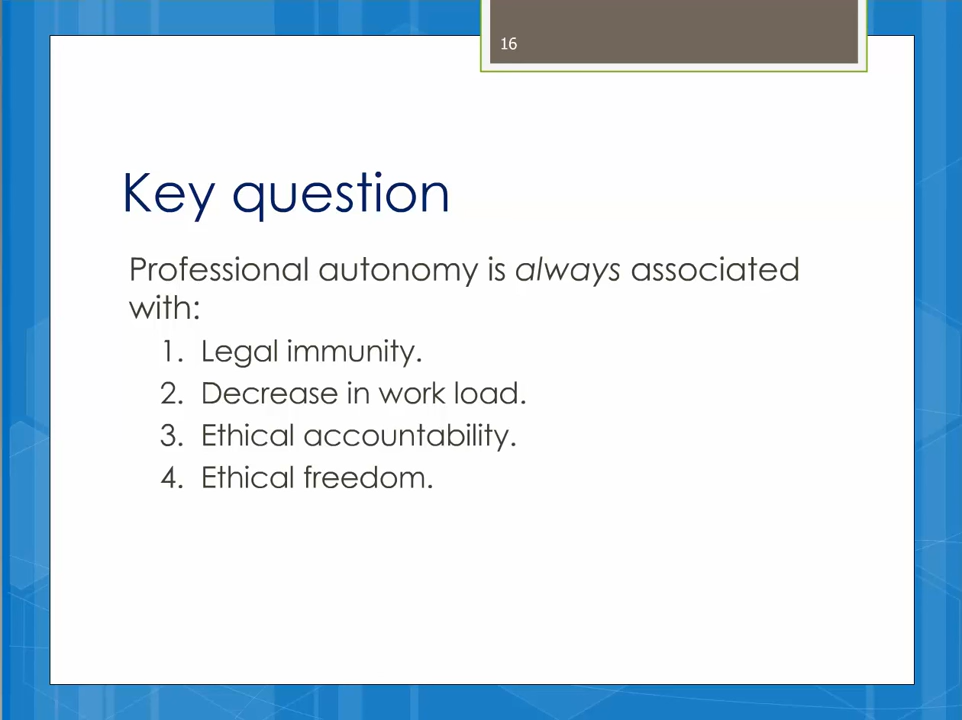 16
Key question
Professional autonomy is always associated
with:
1. Legal immunity.
2. Decrease in work load.
3. Ethical accountability.
4. Ethical freedom.